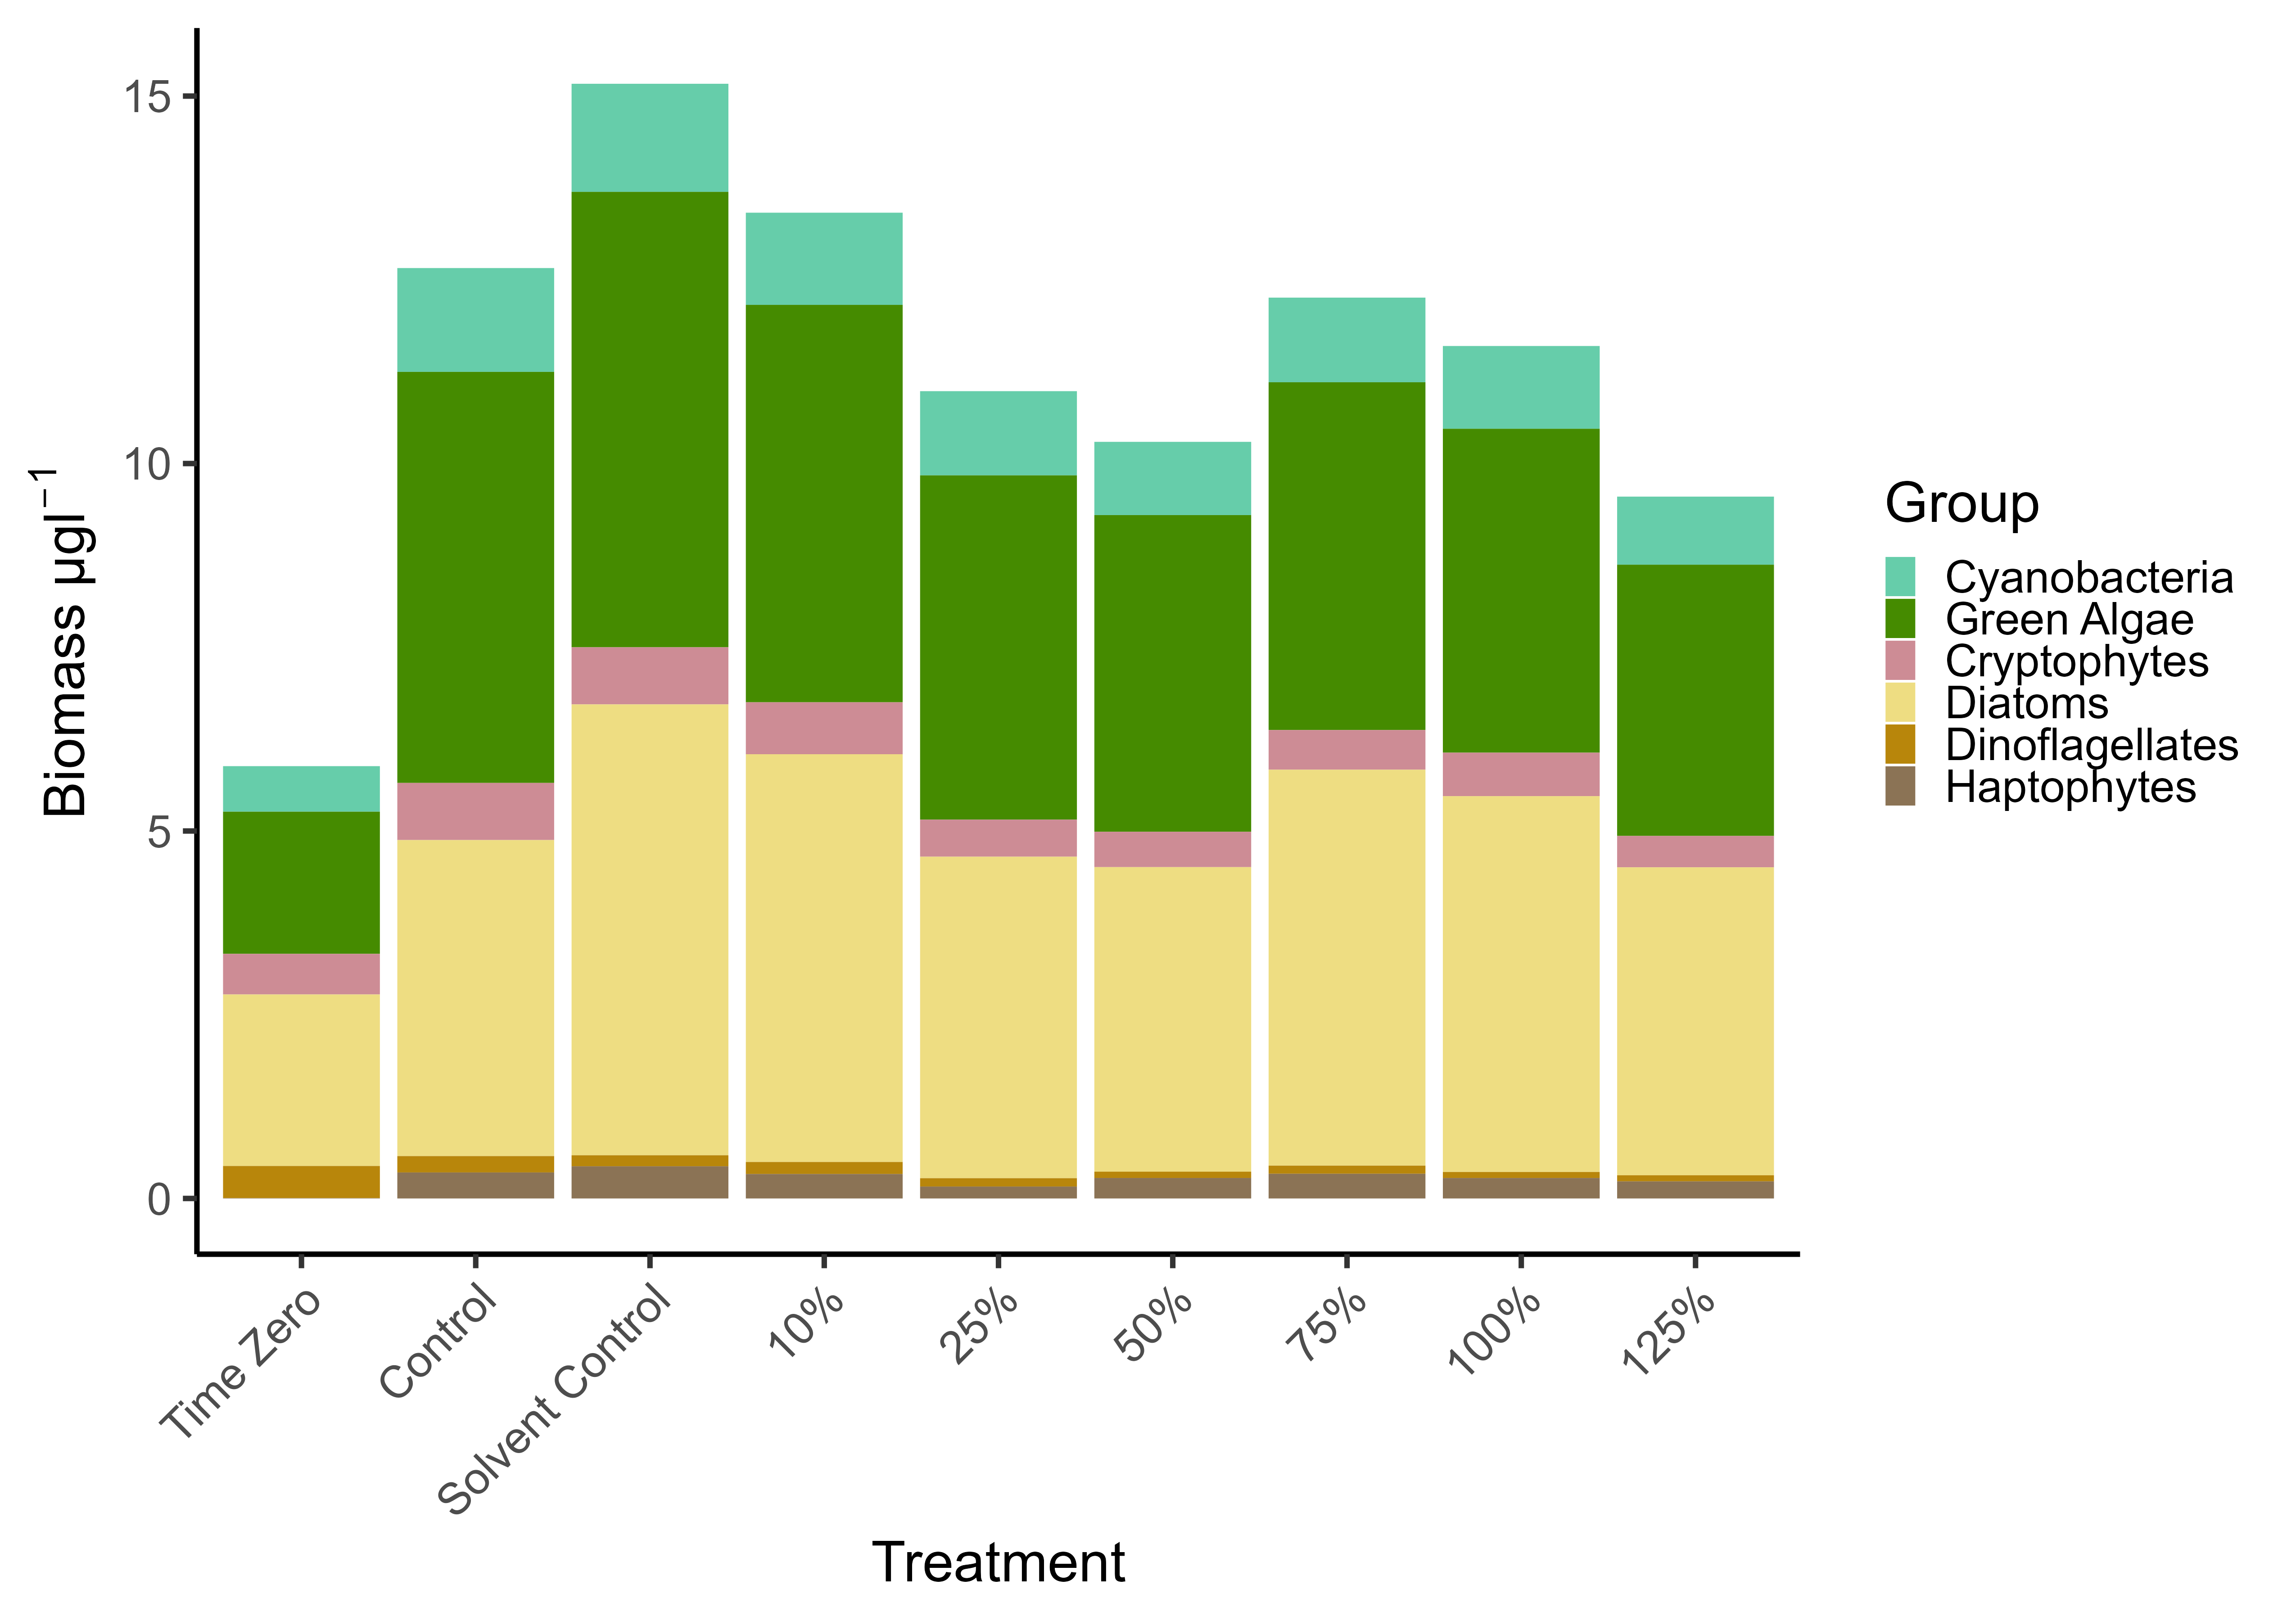 15
10
5
0
Biomass µgl⁻¹
Time Zero
Control
Solvent Control
10%
25%
50%
75%
100%
125%
Treatment
Group
Cyanobacteria
Green Algae
Cryptophytes
Diatoms
Dinoflagellates
Haptophytes